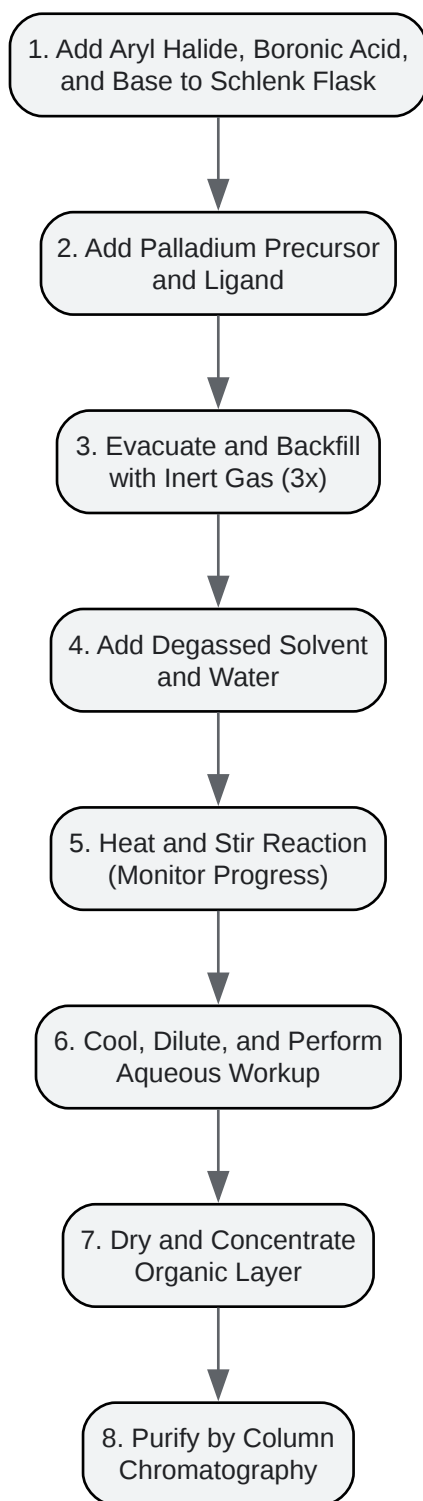 1. Add Aryl Halide, Boronic Acid,
and Base to Schlenk Flask
2. Add Palladium Precursor
and Ligand
3. Evacuate and Backfill
with Inert Gas (3x)
4. Add Degassed Solvent
and Water
5. Heat and Stir Reaction
(Monitor Progress)
6. Cool, Dilute, and Perform
Aqueous Workup
7. Dry and Concentrate
Organic Layer
8. Purify by Column
Chromatography